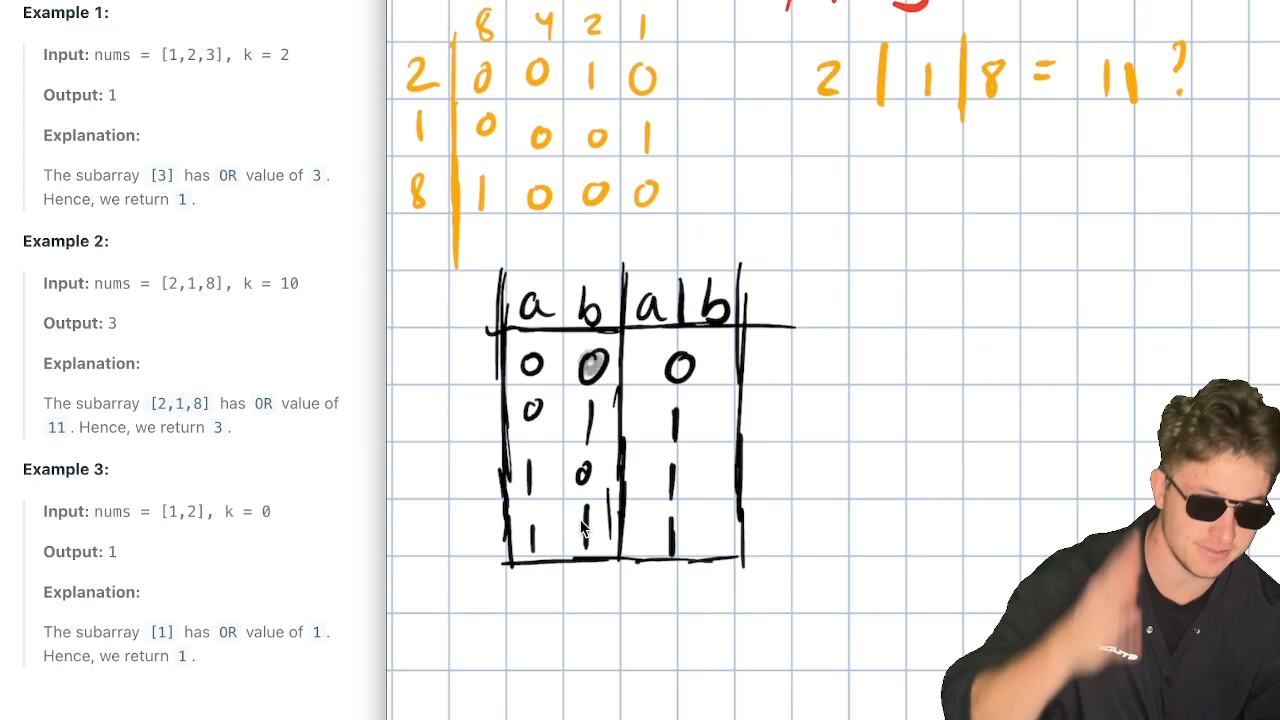 Example 1:
Input: nums = [1,2,3], k = 2
Output: 1
Explanation:
The subarray [3] has OR value of 3.
Hence, we return 1.
Example 2:
Input: nums = [2,1,8], k = 10
Output: 3
Explanation:
The subarray [2,1,8] has OR value of
11. Hence, we return 3.
Example 3:
Input: nums = [1,2], k = 0
Output: 1
Explanation:
The subarray [1] has OR value of 1.
Hence, we return 1.
8 4 2 1
2 | 0 0 1 0
1 | 0 0 0 1
8 | 1 0 0 0
2 | 1 | 8 = 11 ?
a b a|b
0 0 0
0 1 1
1 0 1
1 1 1